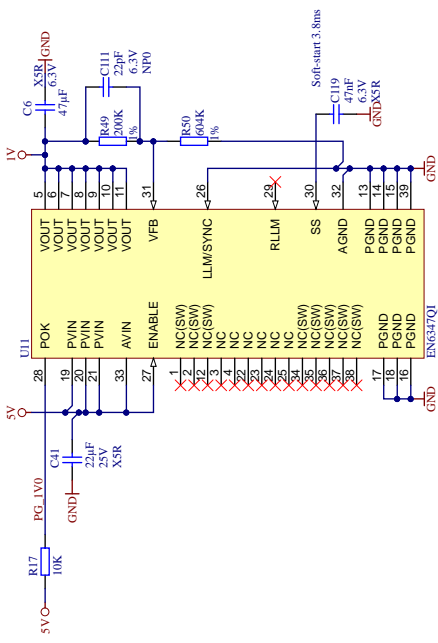 5V
R17
10K
PG_1V0
5V
C41
22µF
25V
X5R
GND
U11
28 POK
19 PVIN
20 PVIN
21 PVIN
33 AVIN
27 ENABLE
1 NC(SW)
2 NC(SW)
12 NC(SW)
3 NC
4 NC
22 NC
23 NC
24 NC
25 NC
34 NC(SW)
35 NC(SW)
36 NC(SW)
37 NC(SW)
38 NC(SW)
17 PGND
18 PGND
16 PGND
GND
EN6347QI
VOUT 5
VOUT 6
VOUT 7
VOUT 8
VOUT 9
VOUT 10
VOUT 11
VFB 31
LLM/SYNC 26
RLLM 29
SS 30
AGND 32
PGND 13
PGND 14
PGND 15
PGND 39
GND
1V
C6
X5R
6.3V
47µF
GND
C111
22pF
6.3V
NP0
R49
200K
1%
R50
604K
1%
Soft-start 3.8ms
C119
47nF
6.3V
X5R
GND